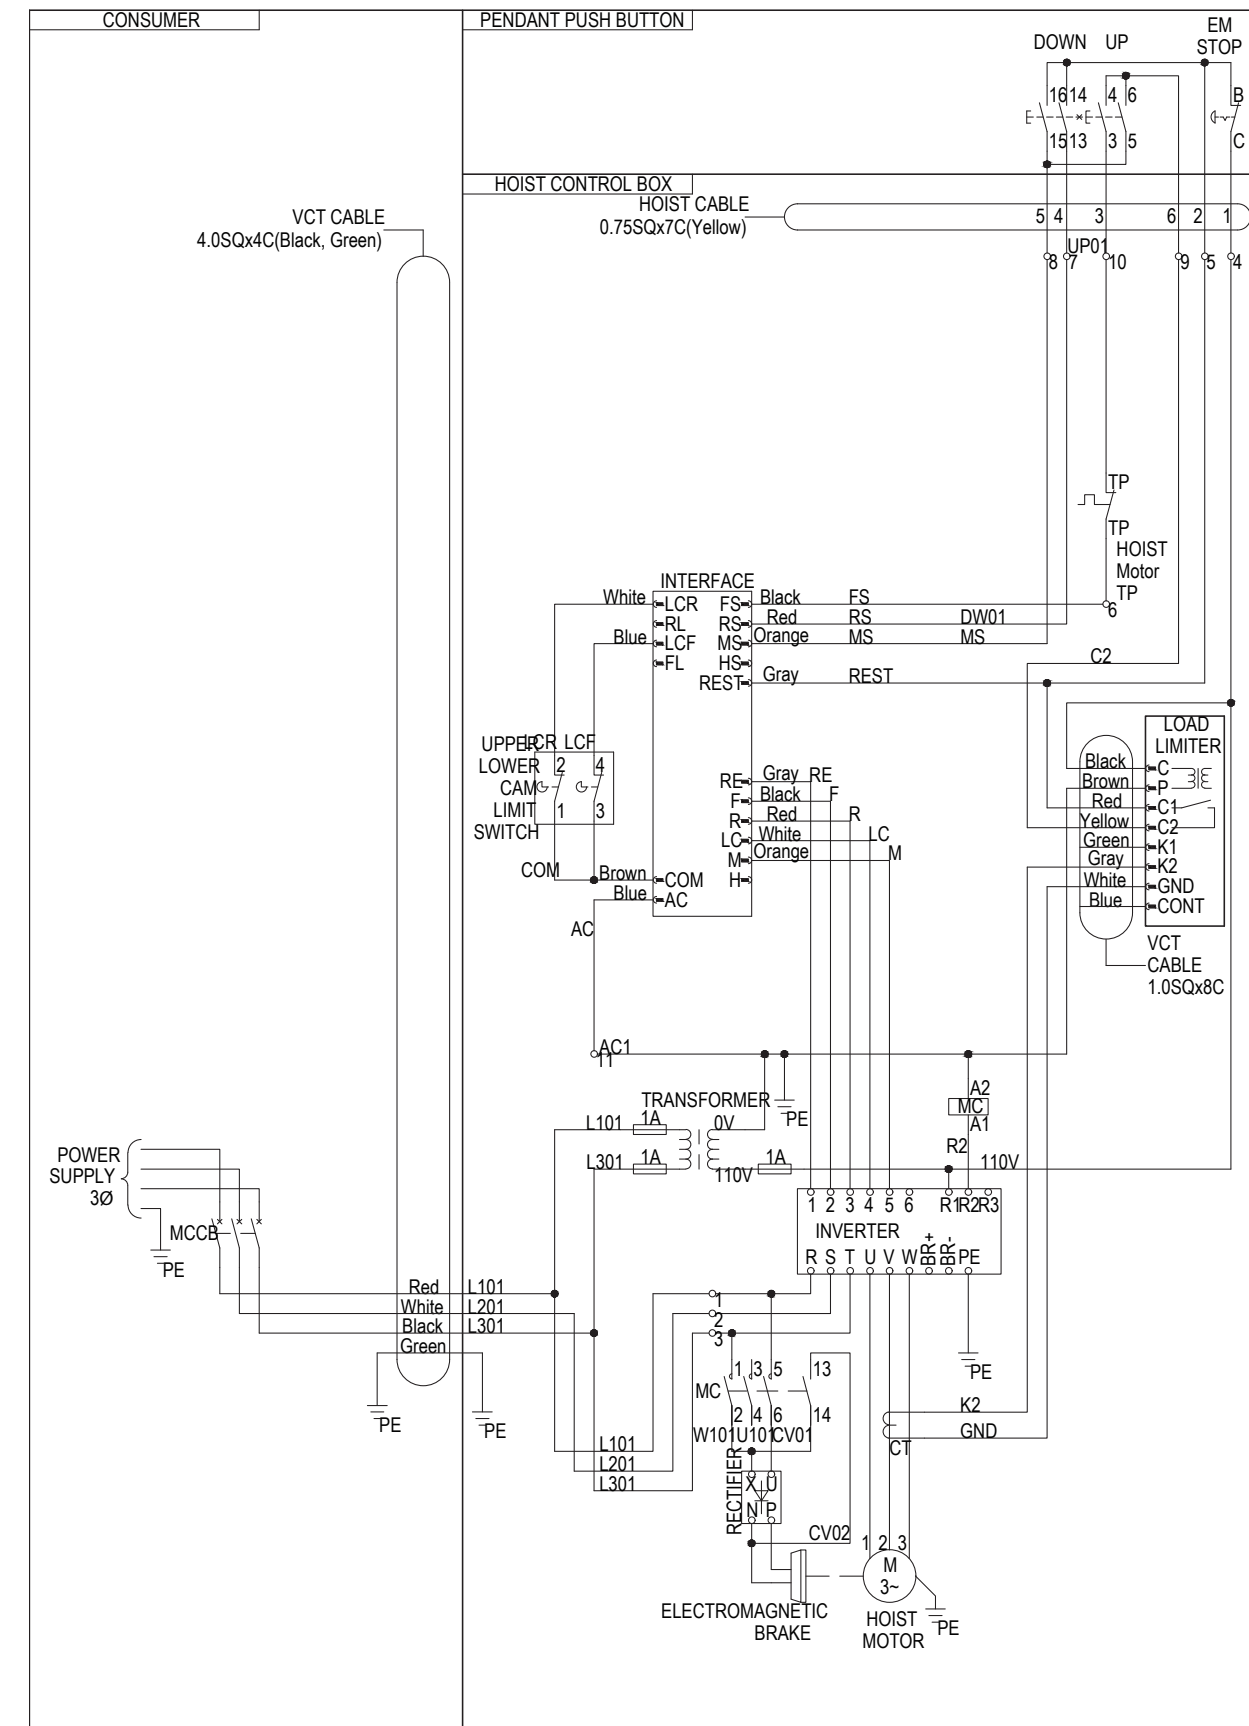 CONSUMER
PENDANT PUSH BUTTON
EM
STOP
DOWN UP
16 14 4 6 B
15 13 3 5 C
HOIST CONTROL BOX
HOIST CABLE
0.75SQx7C(Yellow)
5 4 3 6 2 1
VCT CABLE
4.0SQx4C(Black, Green)
UP01
8 7 10 9 5 4
TP
TP
HOIST
Motor
TP
6
INTERFACE
White LCR FS Black FS
RL RS Red RS DW01
Blue LCF MS Orange MS MS
FL HS
REST Gray REST
C2
UPPER
LOWER
CAM
LIMIT
SWITCH
LCR LCF
2 4
1 3
COM
RE Gray RE
F Black F
R Red R
LC White LC
M Orange M
Brown COM H
Blue AC
AC
LOAD
LIMITER
Black C
Brown P
Red C1
Yellow C2
Green K1
Gray K2
White GND
Blue CONT
VCT
CABLE
1.0SQx8C
AC1
11
TRANSFORMER
PE
L101 1A 0V
L301 1A 110V 1A
A2
MC
A1
R2
110V
POWER
SUPPLY
3Ø
MCCB
PE
1 2 3 4 5 6 R1 R2 R3
INVERTER
R S T U V W BR+ BR- PE
Red L101
White L201
Black L301
Green
PE
PE
1
2
3
PE
MC
1 3 5 13
2 4 6 14
W101 U101 CV01
K2
GND
CT
L101
L201
L301
RECTIFIER
X U
N P
CV02
1 2 3
M
3~
ELECTROMAGNETIC
BRAKE
HOIST
MOTOR
PE